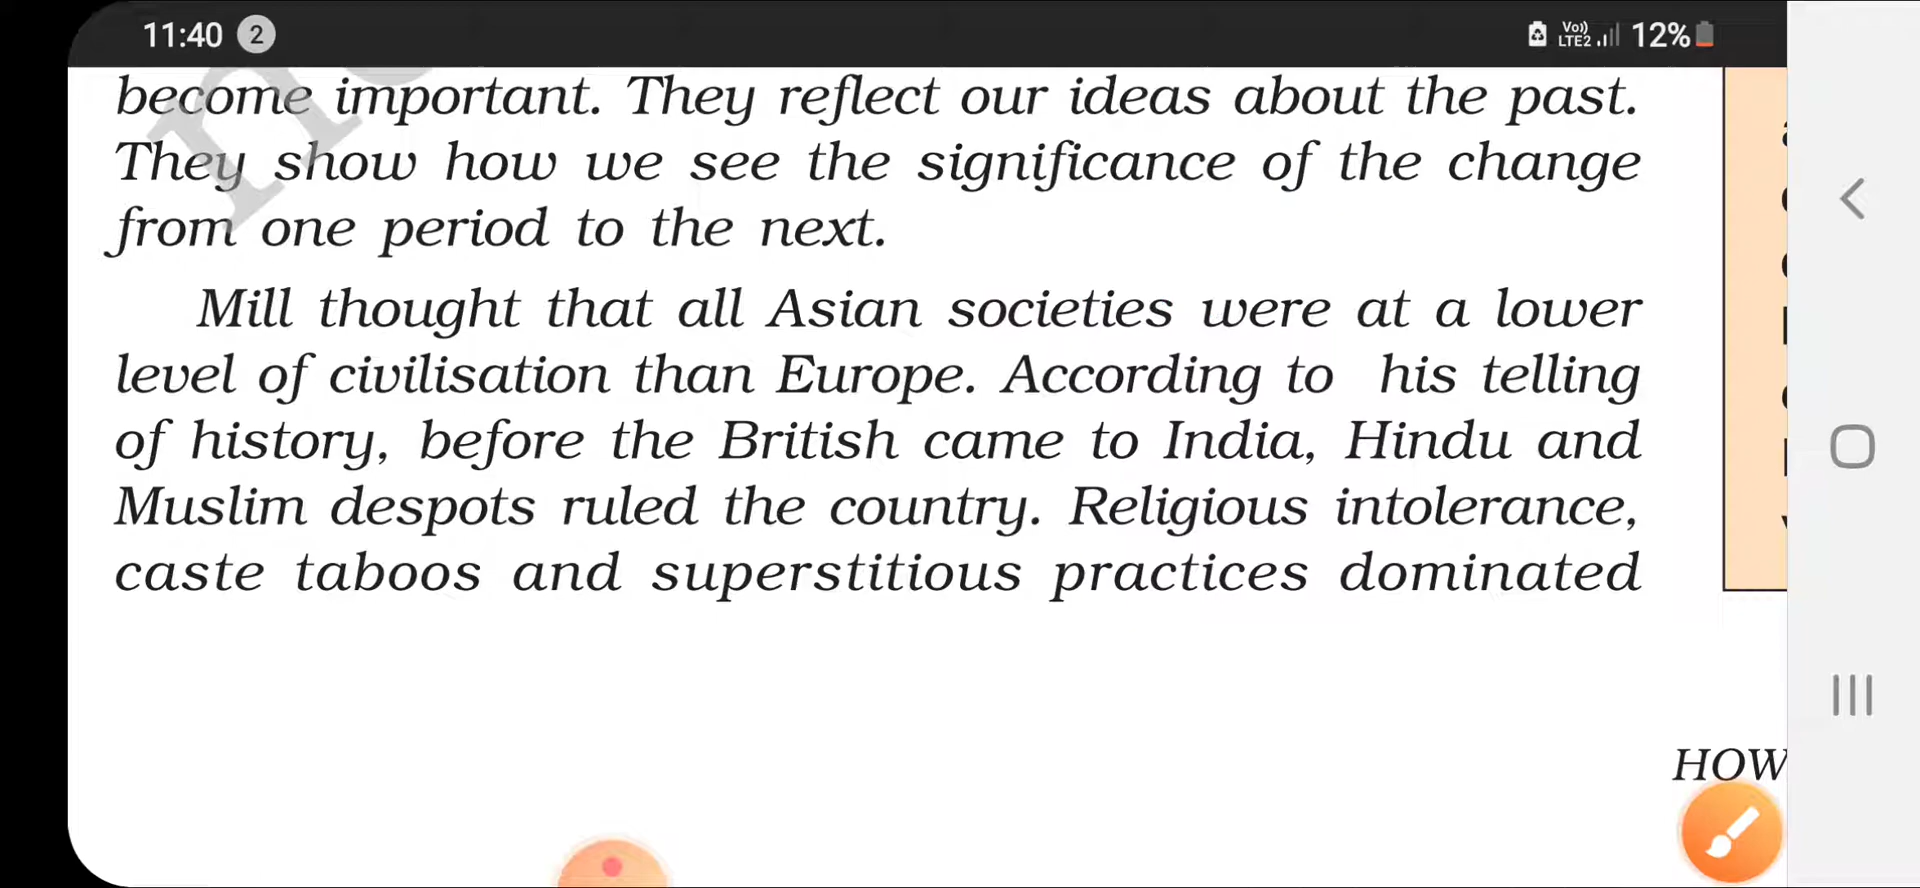 11:40 2 Vo)) LTE2 12%
become important. They reflect our ideas about the past.
They show how we see the significance of the change
from one period to the next.
Mill thought that all Asian societies were at a lower
level of civilisation than Europe. According to his telling
of history, before the British came to India, Hindu and
Muslim despots ruled the country. Religious intolerance,
caste taboos and superstitious practices dominated
HOW